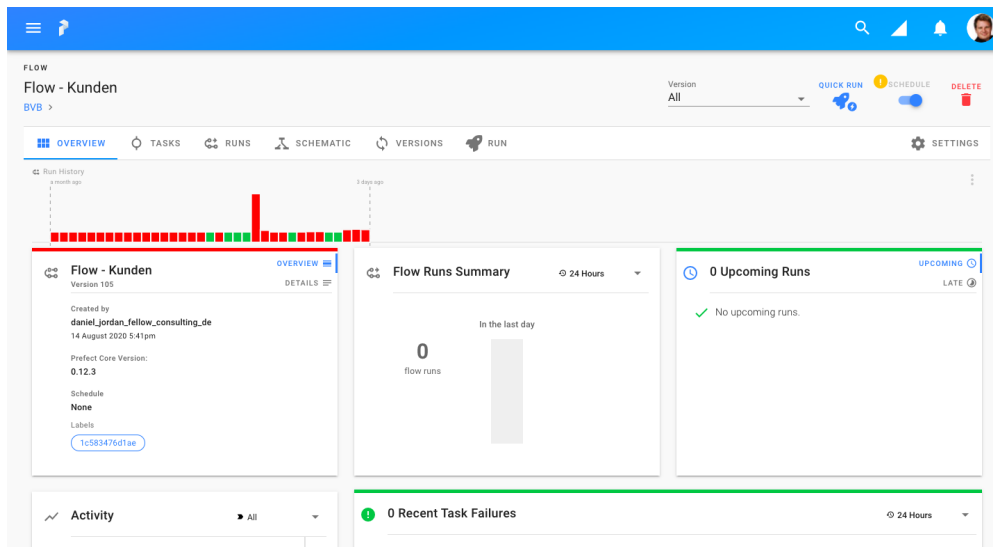 FLOW
Flow - Kunden
BVB >
Version
All
QUICK RUN
SCHEDULE
DELETE
OVERVIEW
TASKS
RUNS
SCHEMATIC
VERSIONS
RUN
SETTINGS
Run History
a month ago
3 days ago
Flow - Kunden
Version 105
OVERVIEW
DETAILS
Created by
daniel_jordan_fellow_consulting_de
14 August 2020 5:41pm
Prefect Core Version:
0.12.3
Schedule
None
Labels
1c583476d1ae
Flow Runs Summary
24 Hours
In the last day
0
flow runs
0 Upcoming Runs
UPCOMING
LATE
No upcoming runs.
Activity
All
0 Recent Task Failures
24 Hours